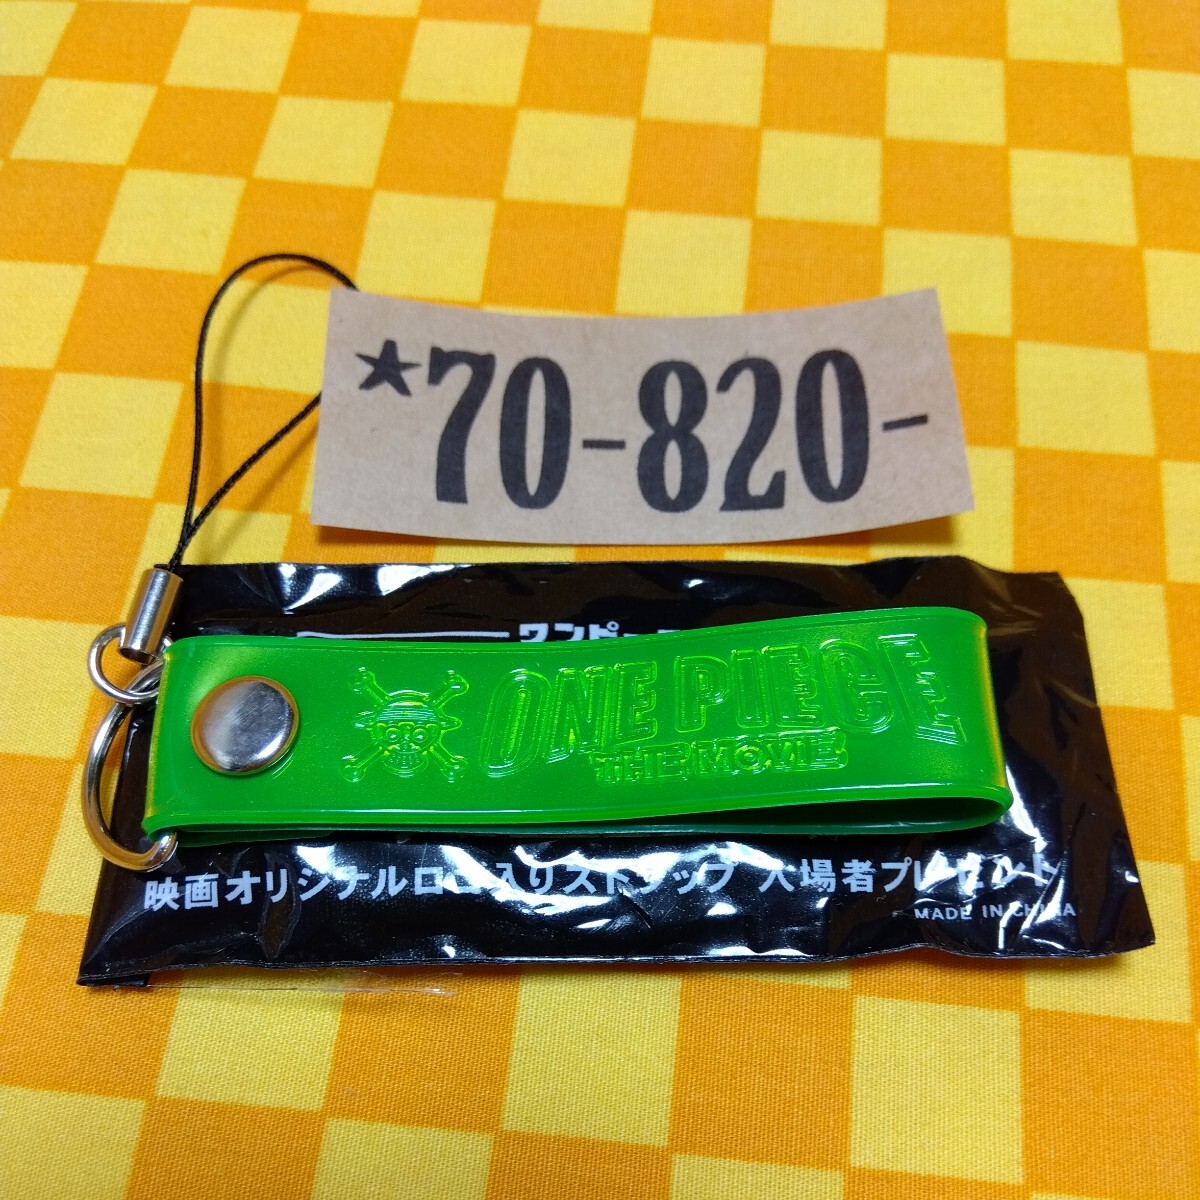 *70-820-
ワンピー
ONE PIECE
THE MOVIE
映画オリジナルロゴ入りストラップ 入場者プレゼント
MADE IN CHINA